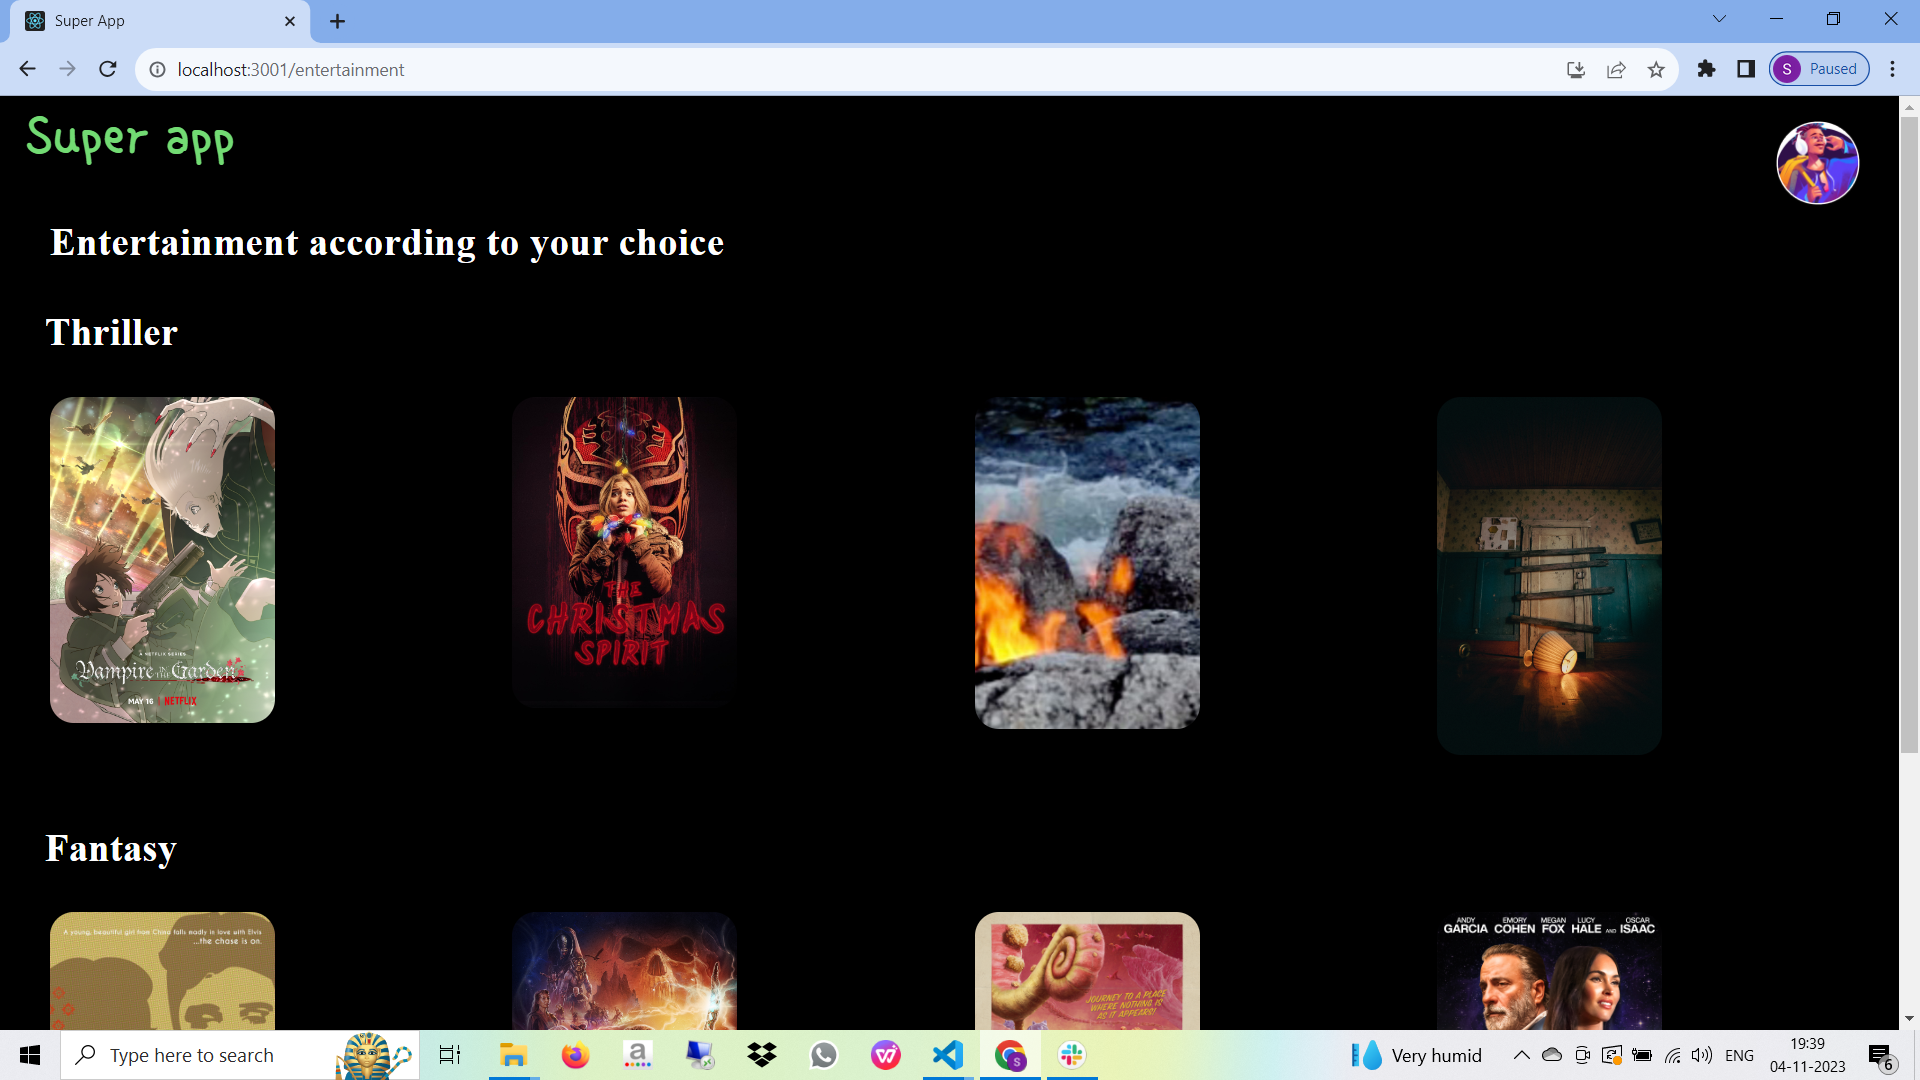 Super App
localhost:3001/entertainment
S
Paused
Super app
Entertainment according to your choice
Thriller
A NETFLIX SERIES
Vampire IN THE Garden
MAY 16 NETFLIX
THE
CHRISTMAS
SPIRIT
Fantasy
A young, beautiful girl from China falls madly in love with Elvis
...the chase is on.
JOURNEY TO A PLACE
WHERE NOTHING IS
AS IT APPEARS!
ANDY GARCIA EMORY COHEN MEGAN FOX LUCY HALE AND OSCAR ISAAC
Type here to search
a
S
Very humid
ENG
19:39
04-11-2023
6